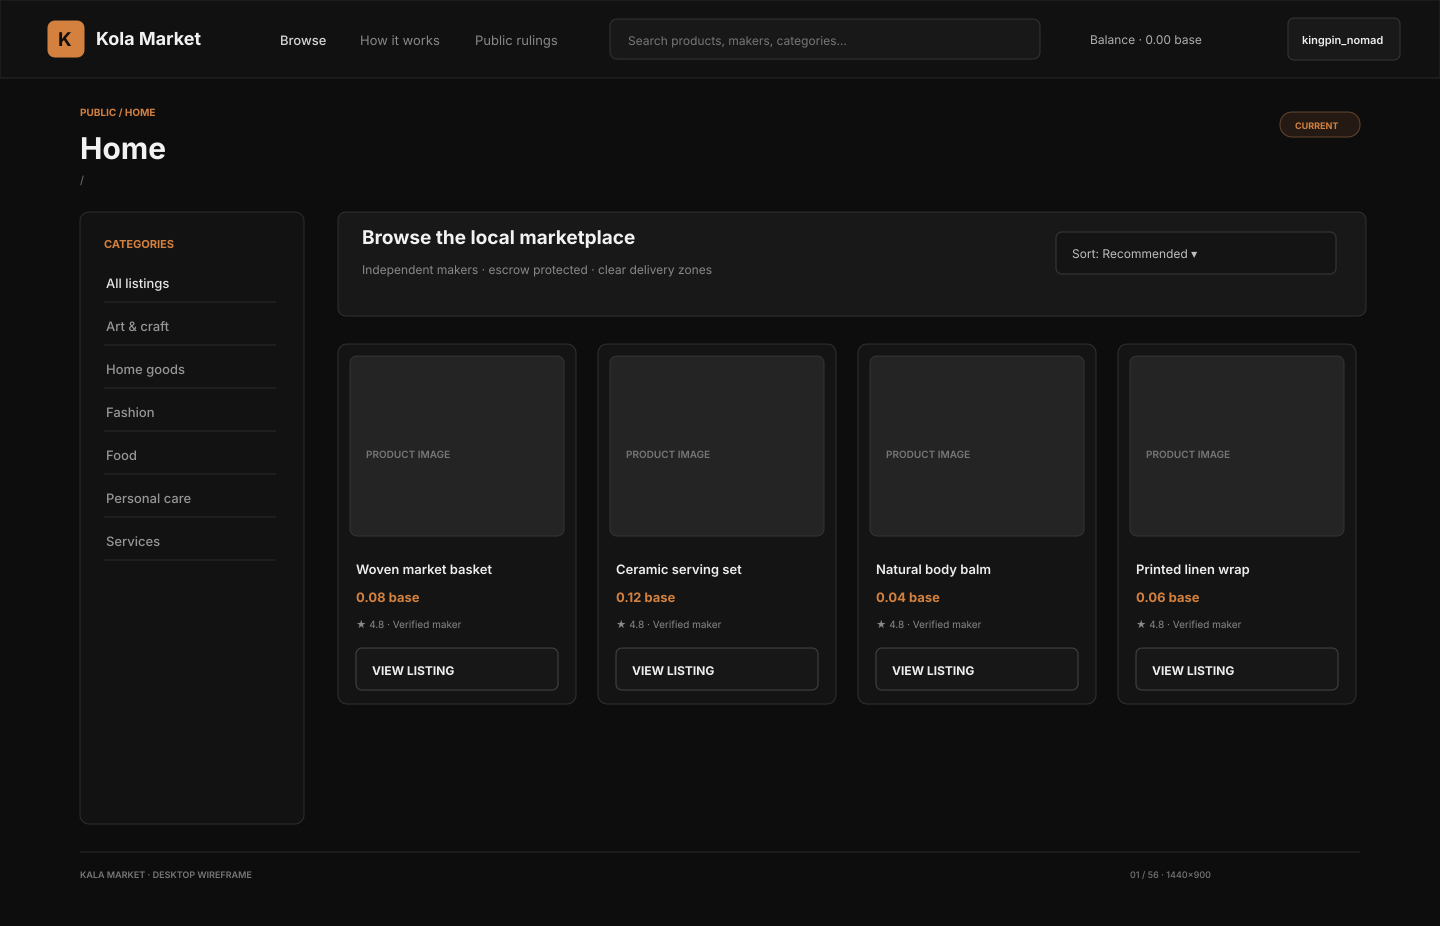 K Kola Market Browse How it works Public rulings Search products, makers, categories... Balance · 0.00 base kingpin_nomad
PUBLIC / HOME
CURRENT
Home
/
CATEGORIES
All listings
Art & craft
Home goods
Fashion
Food
Personal care
Services
Browse the local marketplace
Independent makers · escrow protected · clear delivery zones
Sort: Recommended ▾
PRODUCT IMAGE
Woven market basket
0.08 base
★ 4.8 · Verified maker
VIEW LISTING
PRODUCT IMAGE
Ceramic serving set
0.12 base
★ 4.8 · Verified maker
VIEW LISTING
PRODUCT IMAGE
Natural body balm
0.04 base
★ 4.8 · Verified maker
VIEW LISTING
PRODUCT IMAGE
Printed linen wrap
0.06 base
★ 4.8 · Verified maker
VIEW LISTING
KALA MARKET · DESKTOP WIREFRAME
01 / 56 · 1440×900